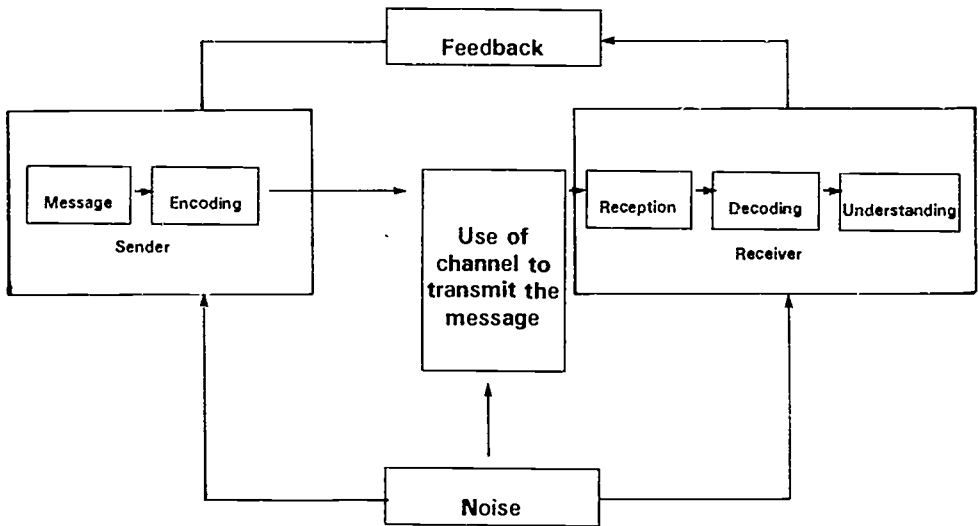 Feedback
Message
Encoding
Sender
Use of
channel to
transmit the
message
Reception
Decoding
Understanding
Receiver
Noise